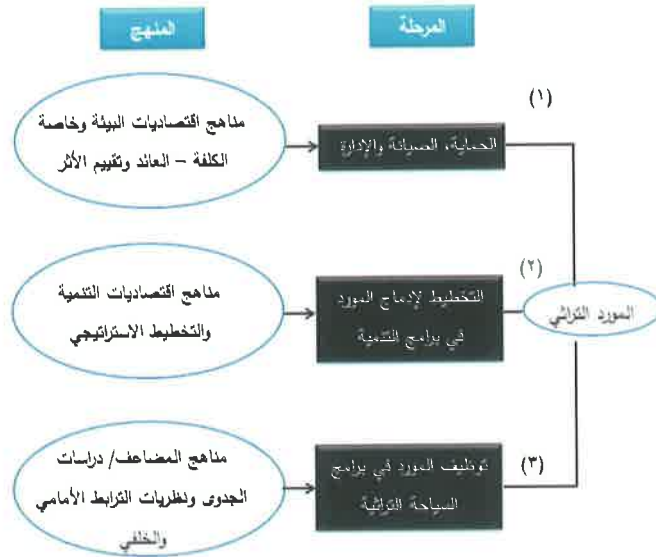 المرحلة
المنهج
(١)
مناهج اقتصاديات البيئة وخاصة
الكلفة – العائد وتقييم الأثر
الحماية، الصيانة والإدارة
(٢)
مناهج اقتصاديات التنمية
والتخطيط الاستراتيجي
التخطيط لإدماج المورد
في برامج التنمية
المورد التراثي
(٣)
مناهج المضاعف/ دراسات
الجدوى ونظريات الترابط الأمامي
والخلفي
توظيف المورد في برامج
السياحة التراثية